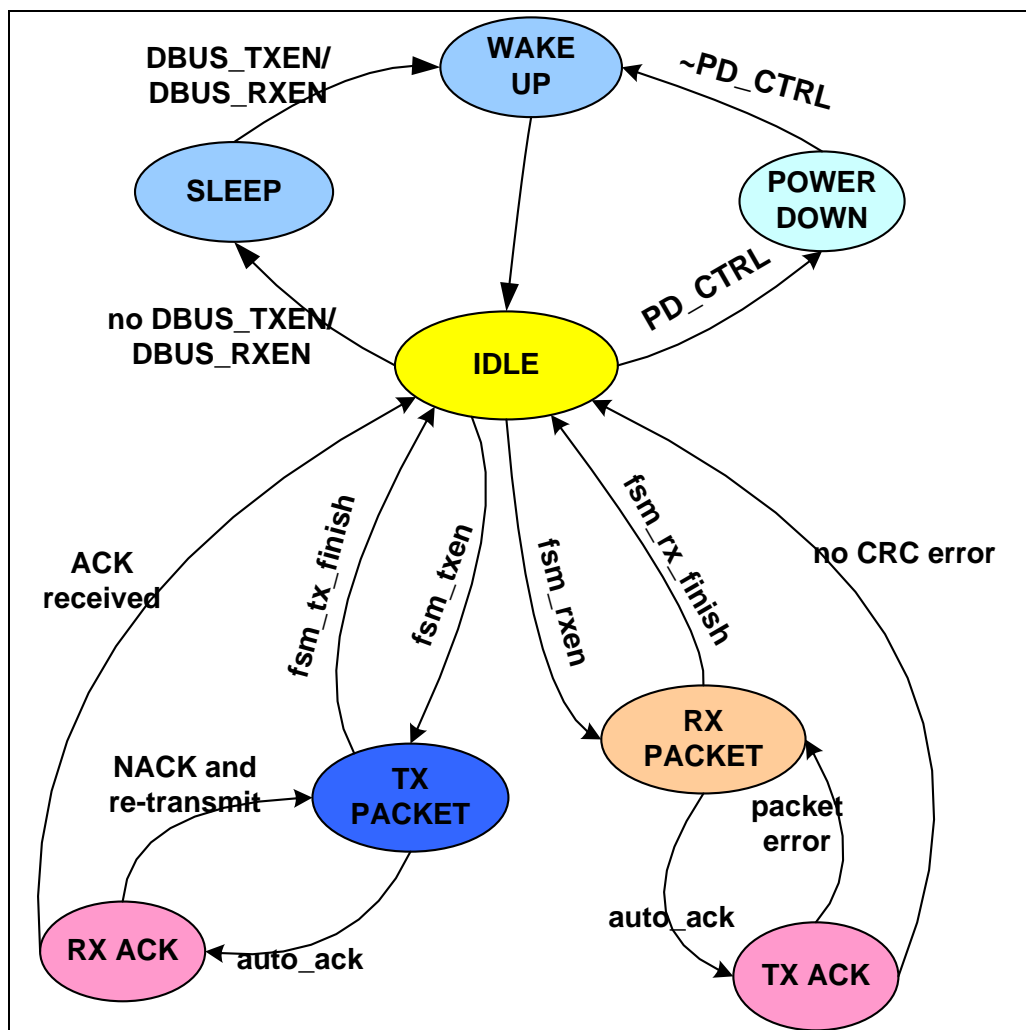 WAKE
UP
DBUS_TXEN/
DBUS_RXEN
~PD_CTRL
SLEEP
POWER
DOWN
no DBUS_TXEN/
DBUS_RXEN
PD_CTRL
IDLE
ACK
received
fsm_tx_finish
fsm_txen
fsm_rxen
fsm_rx_finish
no CRC error
RX
PACKET
NACK and
re-transmit
TX
PACKET
packet
error
auto_ack
RX ACK
auto_ack
TX ACK